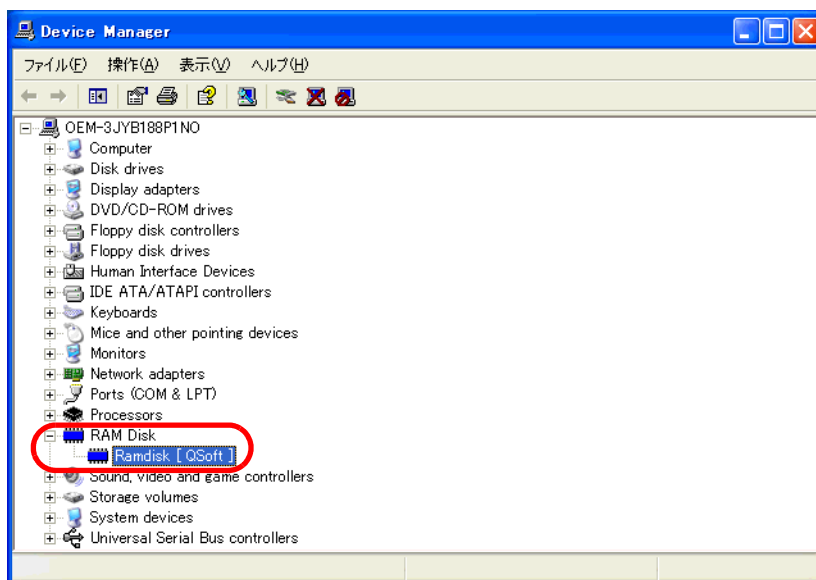 Device Manager
ファイル(F) 操作(A) 表示(V) ヘルプ(H)
OEM-3JYB188P1NO
Computer
Disk drives
Display adapters
DVD/CD-ROM drives
Floppy disk controllers
Floppy disk drives
Human Interface Devices
IDE ATA/ATAPI controllers
Keyboards
Mice and other pointing devices
Monitors
Network adapters
Ports (COM & LPT)
Processors
RAM Disk
Ramdisk [ QSoft ]
Sound, video and game controllers
Storage volumes
System devices
Universal Serial Bus controllers